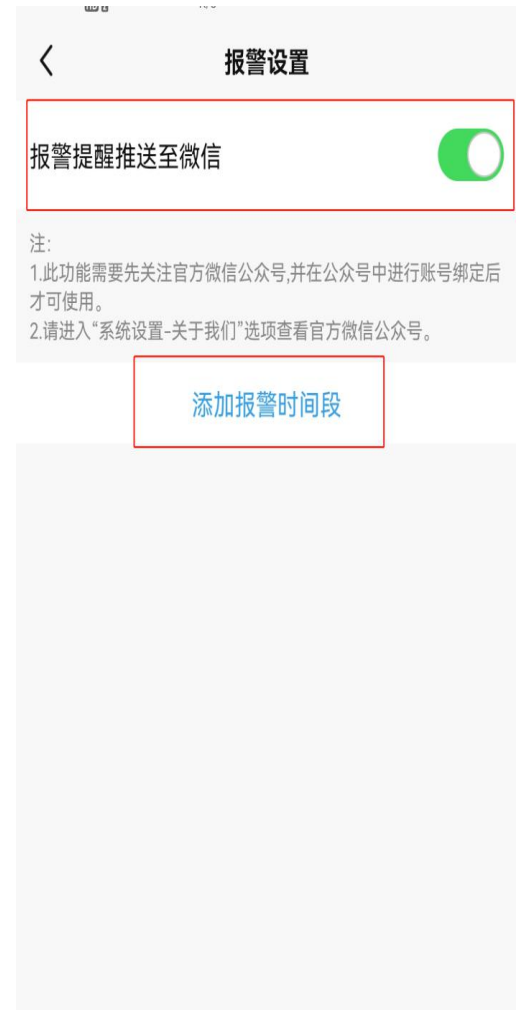 报警设置
报警提醒推送至微信
注:
1.此功能需要先关注官方微信公众号,并在公众号中进行账号绑定后
才可使用。
2.请进入“系统设置-关于我们”选项查看官方微信公众号。
添加报警时间段